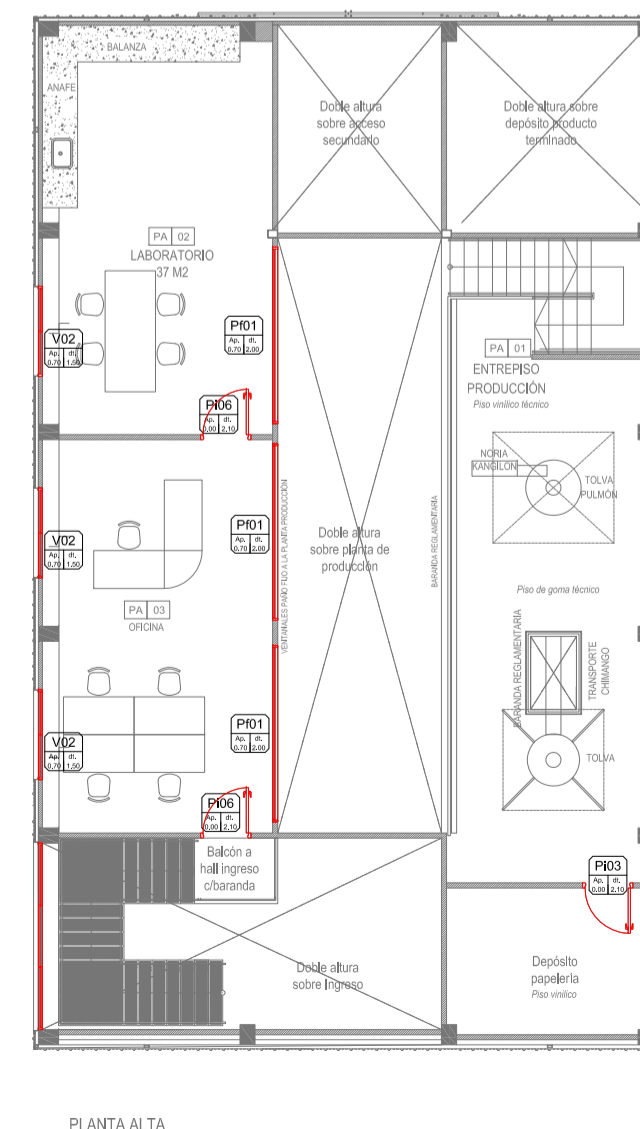 BALANZA
ANAFE
Doble altura
sobre acceso
secundario
Doble altura sobre
depósito producto
terminado
PA 02
LABORATORIO
37 M2
V02
Ap. dt.
0.70 1.50
Pf01
Ap. dt.
0.70 2.00
Pi06
Ap. dt.
0.00 2.10
PA 01
ENTREPISO
PRODUCCIÓN
Piso vinílico técnico
NORIA
KANGILON
TOLVA
PULMÓN
V02
Ap. dt.
0.70 1.50
Pf01
Ap. dt.
0.70 2.00
VENTANALES PAÑO FIJO A LA PLANTA PRODUCCIÓN
Doble altura
sobre planta de
producción
BARANDA REGLAMENTARIA
PA 03
OFICINA
Piso de goma técnico
BARANDA REGLAMENTARIA
TRANSPORTE
CHIMANGO
V02
Ap. dt.
0.70 1.50
Pf01
Ap. dt.
0.70 2.00
TOLVA
Pi06
Ap. dt.
0.00 2.10
Balcón a
hall ingreso
c/baranda
Pi03
Ap. dt.
0.00 2.10
Doble altura
sobre Ingreso
Depósito
papelería
Piso vinílico
PLANTA ALTA